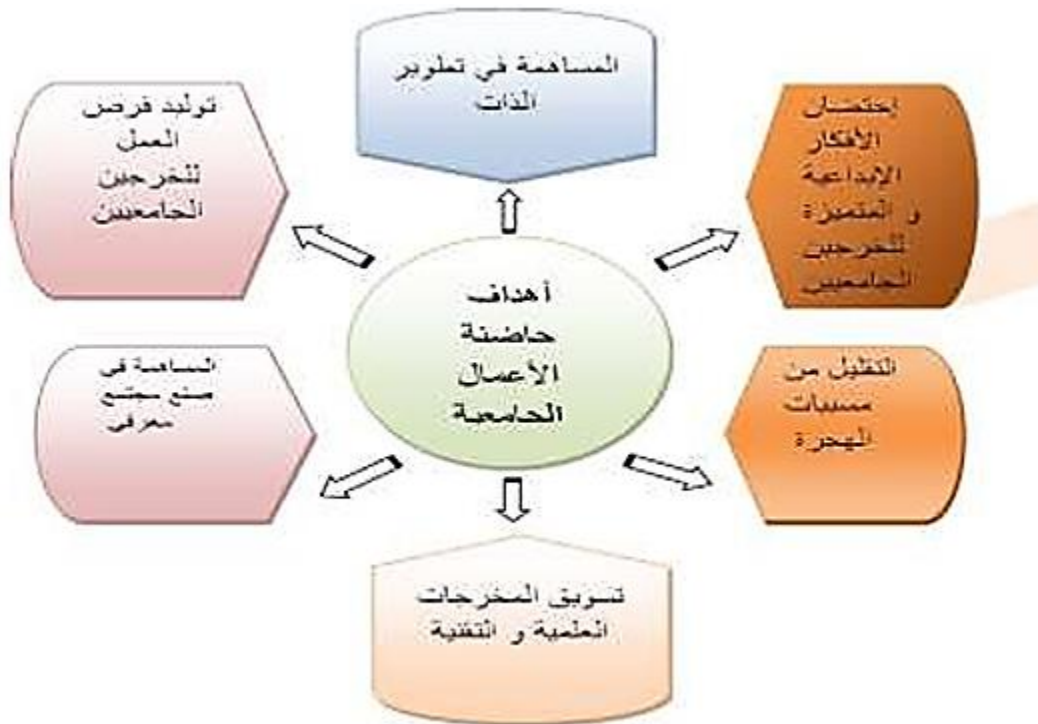 المساهمة في تطوير
الذات
إحتضان
الأفكار
الإبداعية
و المتميزة
للخرجين
الجامعيين
توليد فرص
العمل
للخرجين
الجامعيين
أهداف
حاضنة
الأعمال
الجامعية
التقليل من
مسببات
الهجرة
المساهمة في
صنع مجتمع
معرفي
تسويق المخرجات
العلمية و التقنية